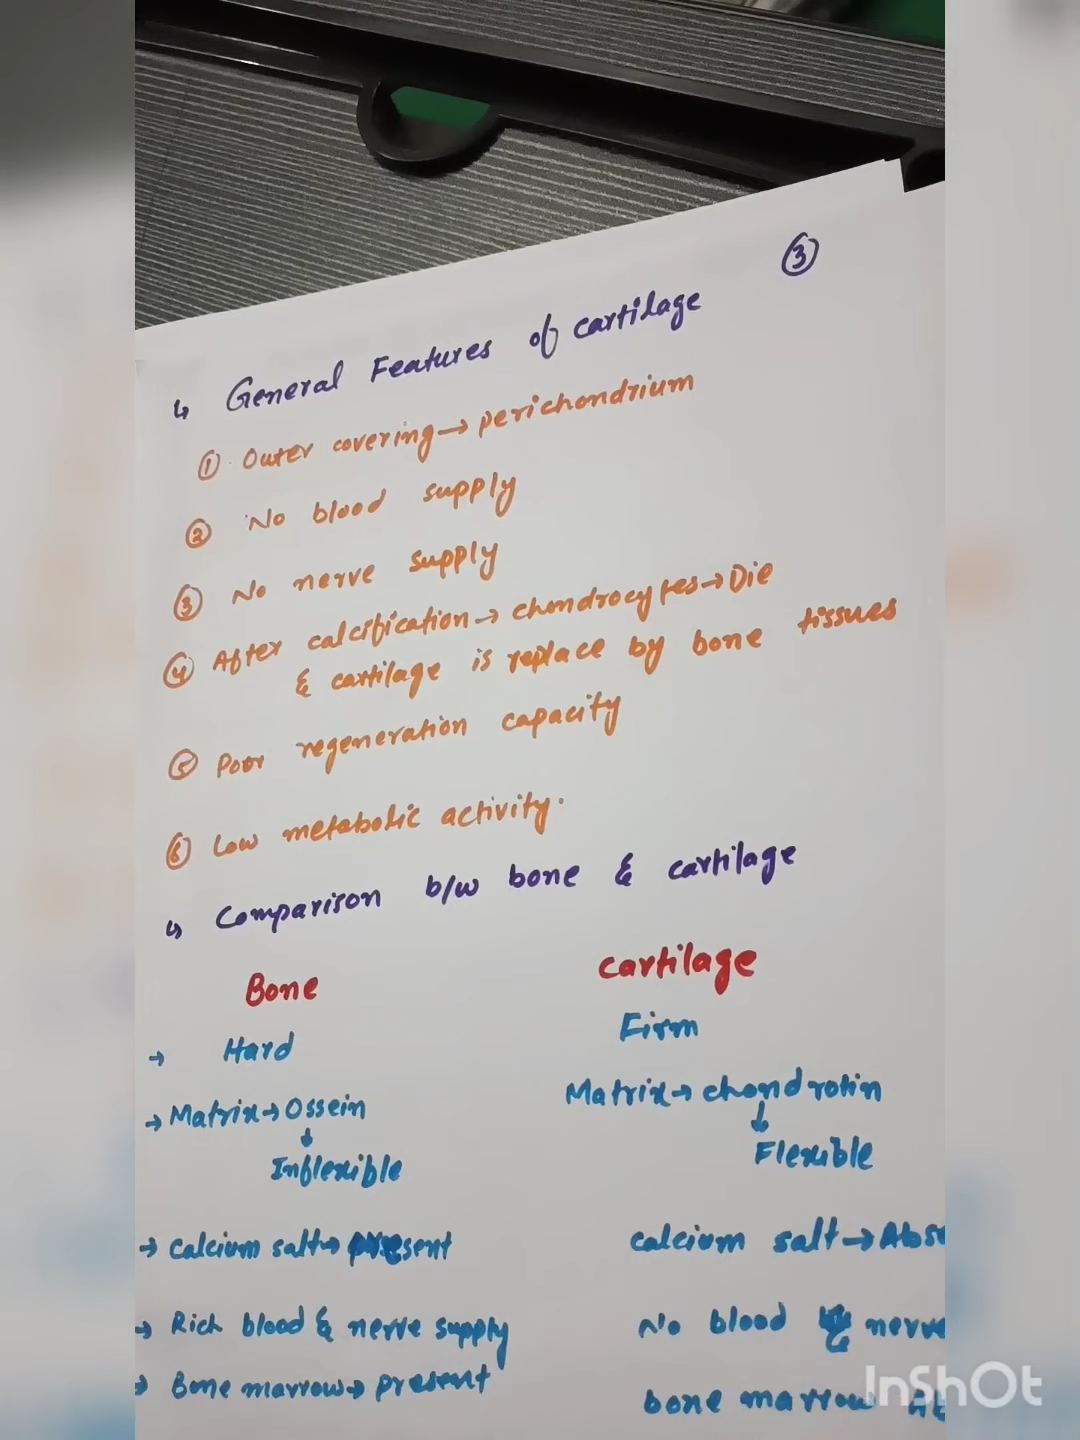 ③
↳ General Features of cartilage
① Outer covering → perichondrium
② No blood supply
③ No nerve supply
④ After calcification → chondrocytes → Die
& cartilage is replace by bone tissues
⑤ Poor regeneration capacity
⑥ Low metabolic activity.
↳ Comparison b/w bone & cartilage
Bone cartilage
→ Hard Firm
→ Matrix → Ossein Matrix → chondrotin
↓ ↓
Inflexible Flexible
→ calcium salt → present calcium salt → Abse
→ Rich blood & nerve supply No blood & nerve
→ Bone marrow → present bone marrow Ab
InShOt